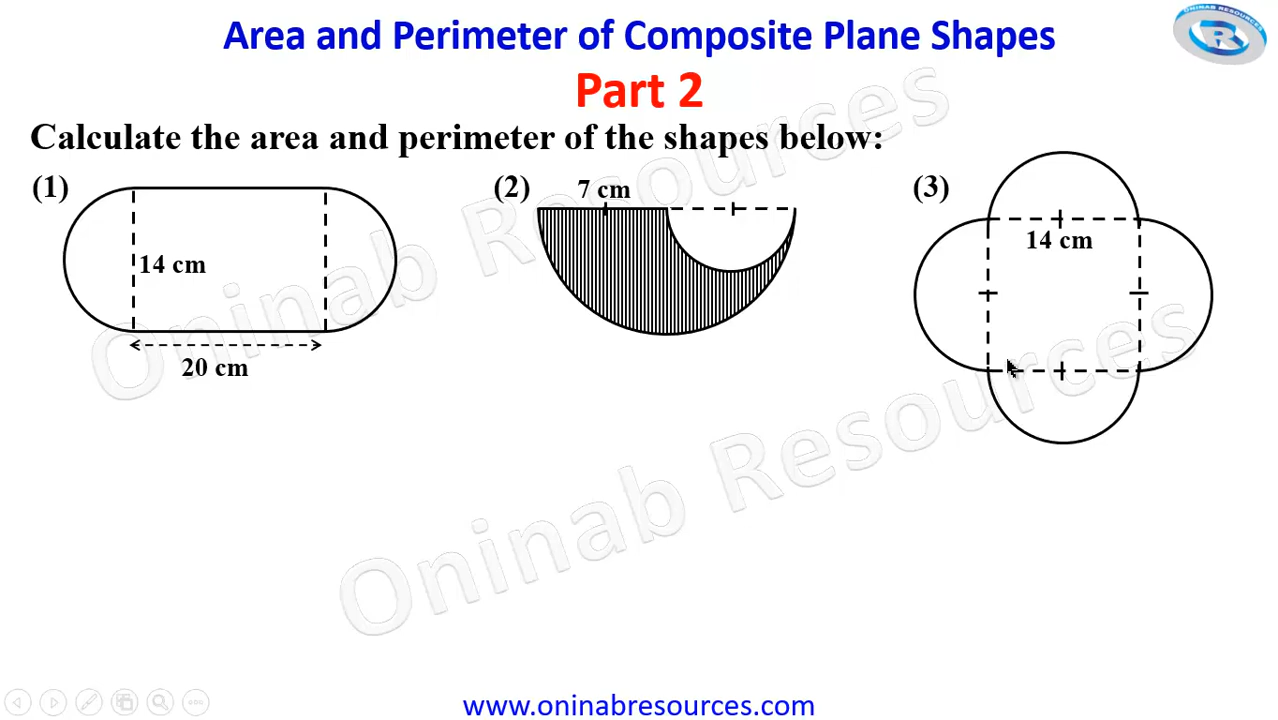 Area and Perimeter of Composite Plane Shapes
Part 2
Calculate the area and perimeter of the shapes below:
(1)
14 cm
20 cm
(2)
7 cm
(3)
14 cm
Oninab Resources
Oninab Resources
ONINAB RESOURCES
R
www.oninabresources.com